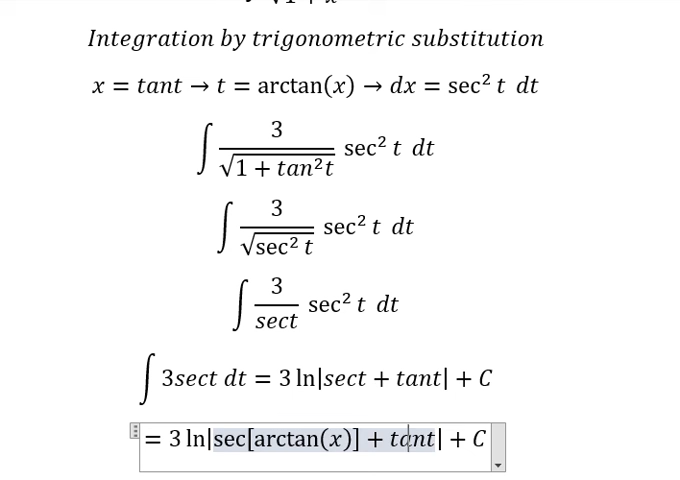 Integration by trigonometric substitution
x = tant → t = arctan(x) → dx = sec² t dt
∫ 3/√(1 + tan²t) sec² t dt
∫ 3/√(sec² t) sec² t dt
∫ 3/sect sec² t dt
∫ 3sect dt = 3 ln|sect + tant| + C
= 3 ln|sec[arctan(x)] + tant| + C